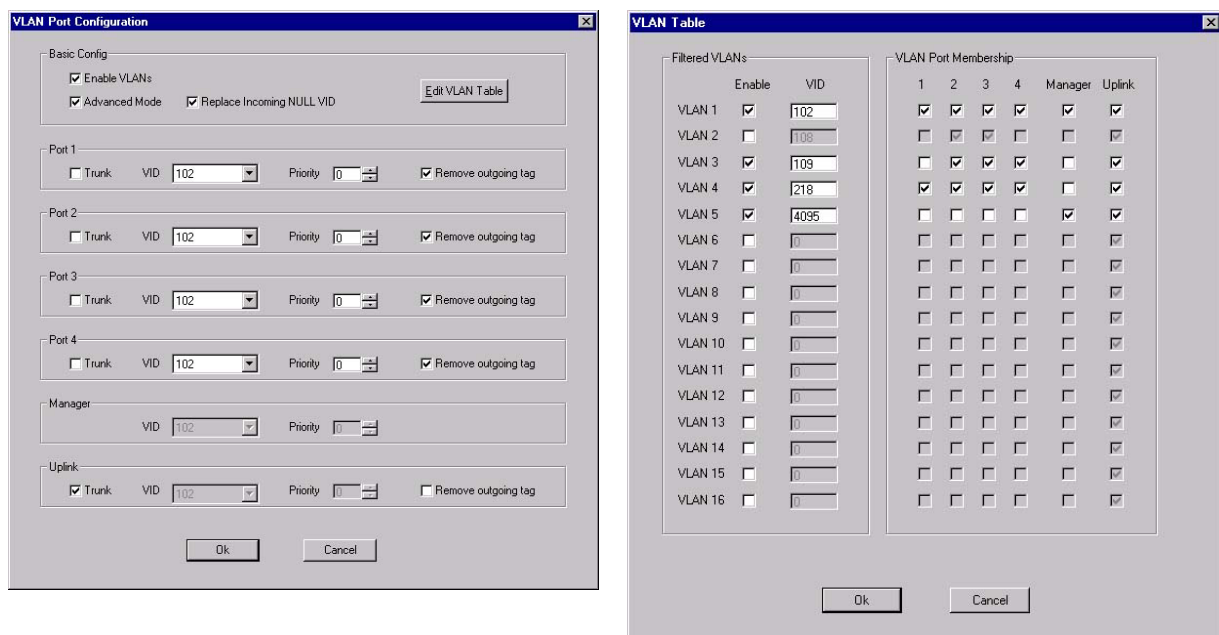 VLAN Port Configuration
Basic Config
Enable VLANs
Advanced Mode Replace Incoming NULL VID
Edit VLAN Table
Port 1
Trunk VID 102 Priority 0 Remove outgoing tag
Port 2
Trunk VID 102 Priority 0 Remove outgoing tag
Port 3
Trunk VID 102 Priority 0 Remove outgoing tag
Port 4
Trunk VID 102 Priority 0 Remove outgoing tag
Manager
VID 102 Priority 0
Uplink
Trunk VID 102 Priority 0 Remove outgoing tag
Ok Cancel
VLAN Table
Filtered VLANs VLAN Port Membership
Enable VID 1 2 3 4 Manager Uplink
VLAN 1 102
VLAN 2 108
VLAN 3 109
VLAN 4 218
VLAN 5 4095
VLAN 6 0
VLAN 7 0
VLAN 8 0
VLAN 9 0
VLAN 10 0
VLAN 11 0
VLAN 12 0
VLAN 13 0
VLAN 14 0
VLAN 15 0
VLAN 16 0
Ok Cancel